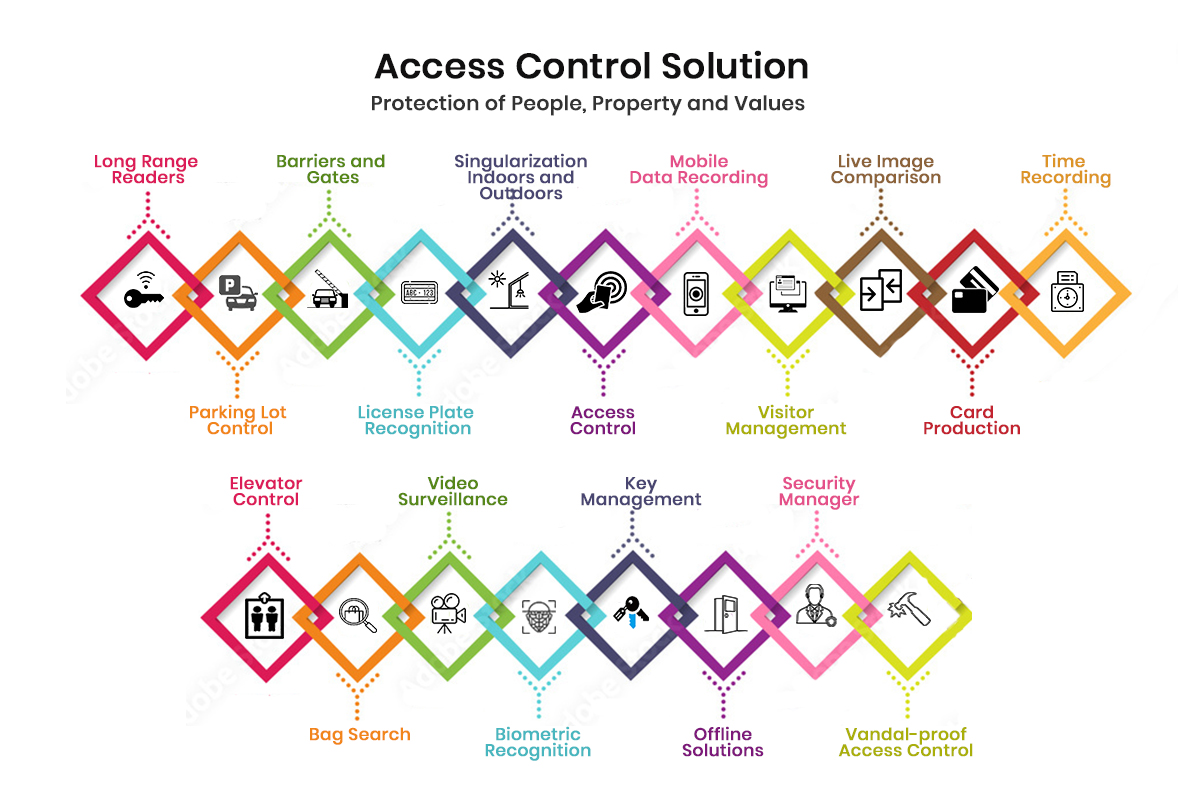 Access Control Solution
Protection of People, Property and Values
Long Range
Readers
Barriers and
Gates
Singularization
Indoors and
Outdoors
Mobile
Data Recording
Live Image
Comparison
Time
Recording
P
ABC - 123
Parking Lot
Control
License Plate
Recognition
Access
Control
Visitor
Management
Card
Production
Elevator
Control
Video
Surveillance
Key
Management
Security
Manager
Bag Search
Biometric
Recognition
Offline
Solutions
Vandal-proof
Access Control